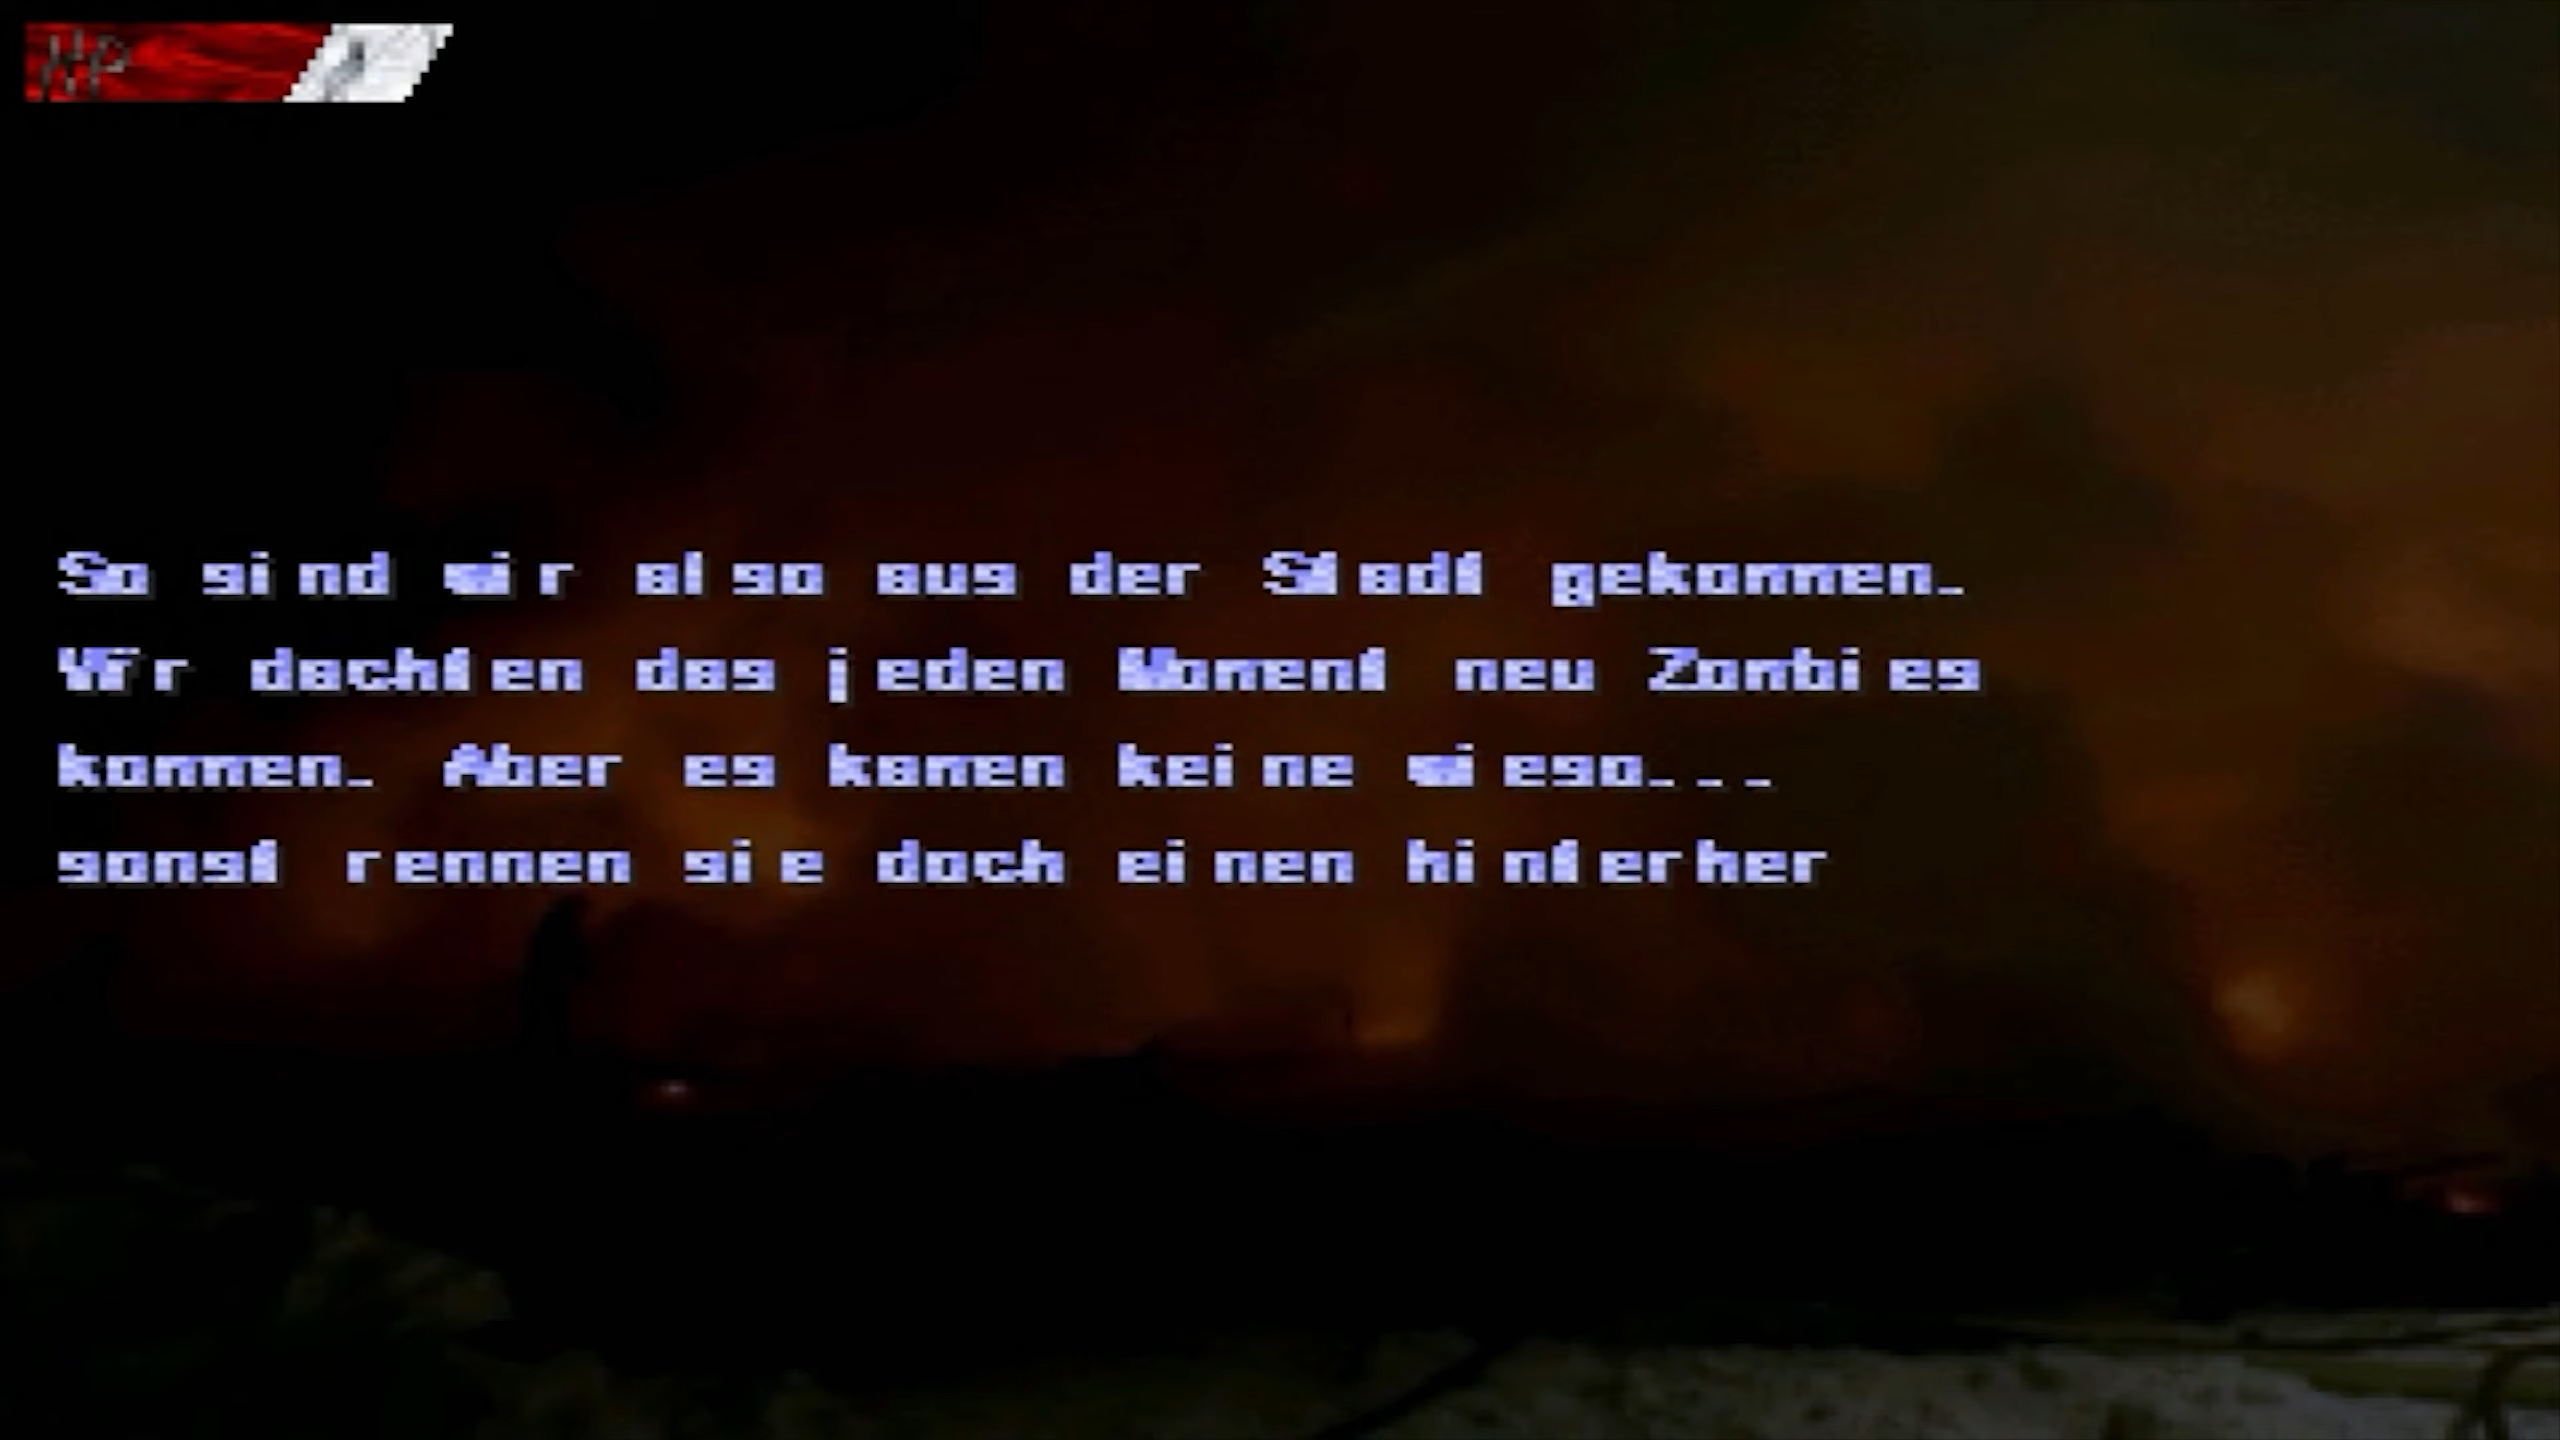 HP
So sind wir also aus der Stadt gekommen.
Wir dachten das jeden Moment neu Zombies
kommen. Aber es kamen keine wieso...
sonst rennen sie doch einen hinterher